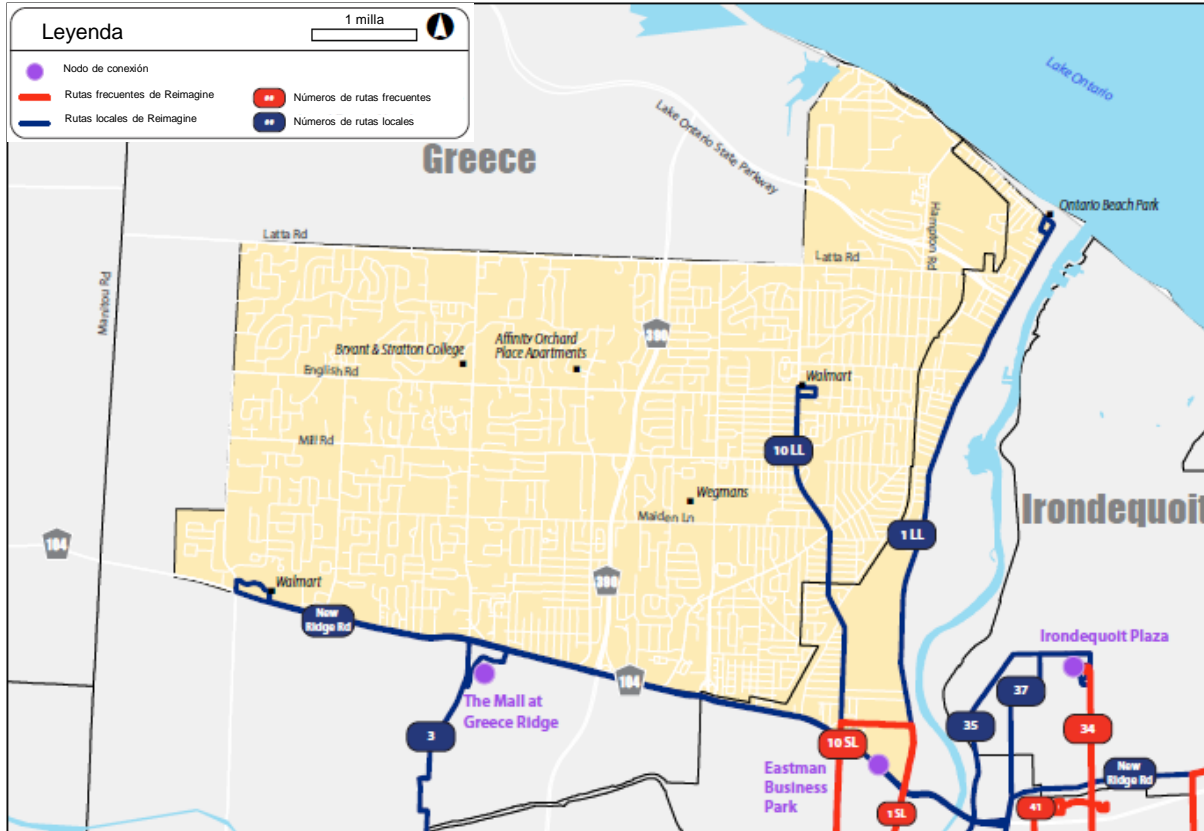 Leyenda
1 milla
Nodo de conexión
Rutas frecuentes de Reimagine
## Números de rutas frecuentes
Rutas locales de Reimagine
## Números de rutas locales
Lake Ontario
Greece
Lake Ontario State Parkway
Ontario Beach Park
Hampton Rd
Latta Rd
Latta Rd
Manitou Rd
390
Affinity Orchard
Place Apartments
Bryant & Stratton College
English Rd
Walmart
Mill Rd
10 LL
Wegmans
Maiden Ln
Irondequoit
104
1 LL
390
Walmart
New
Ridge Rd
Irondequoit Plaza
104
The Mall at
Greece Ridge
37
35
34
3
10 SL
Eastman
Business
Park
New
Ridge Rd
1 SL
41